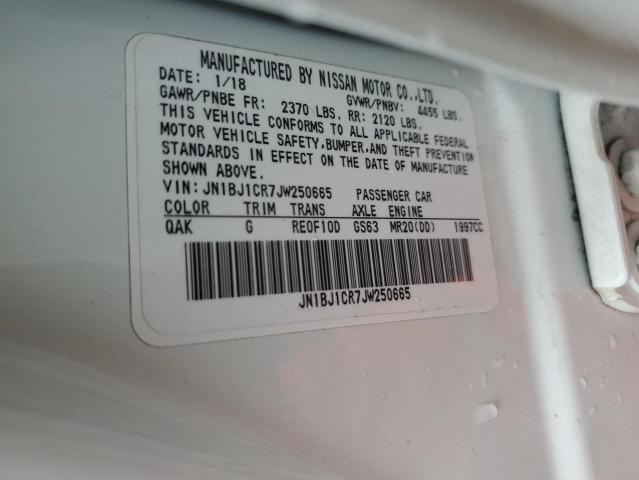 MANUFACTURED BY NISSAN MOTOR CO.,LTD.
DATE: 1/18 GVWR/PNBV: 4455 LBS.
GAWR/PNBE FR: 2370 LBS. RR: 2120 LBS.
THIS VEHICLE CONFORMS TO ALL APPLICABLE FEDERAL
MOTOR VEHICLE SAFETY,BUMPER,AND THEFT PREVENTION
STANDARDS IN EFFECT ON THE DATE OF MANUFACTURE
SHOWN ABOVE.
VIN: JN1BJ1CR7JW250665 PASSENGER CAR
COLOR TRIM TRANS AXLE ENGINE
QAK G RE0F10D GS63 MR20(DD) 1997CC
JN1BJ1CR7JW250665